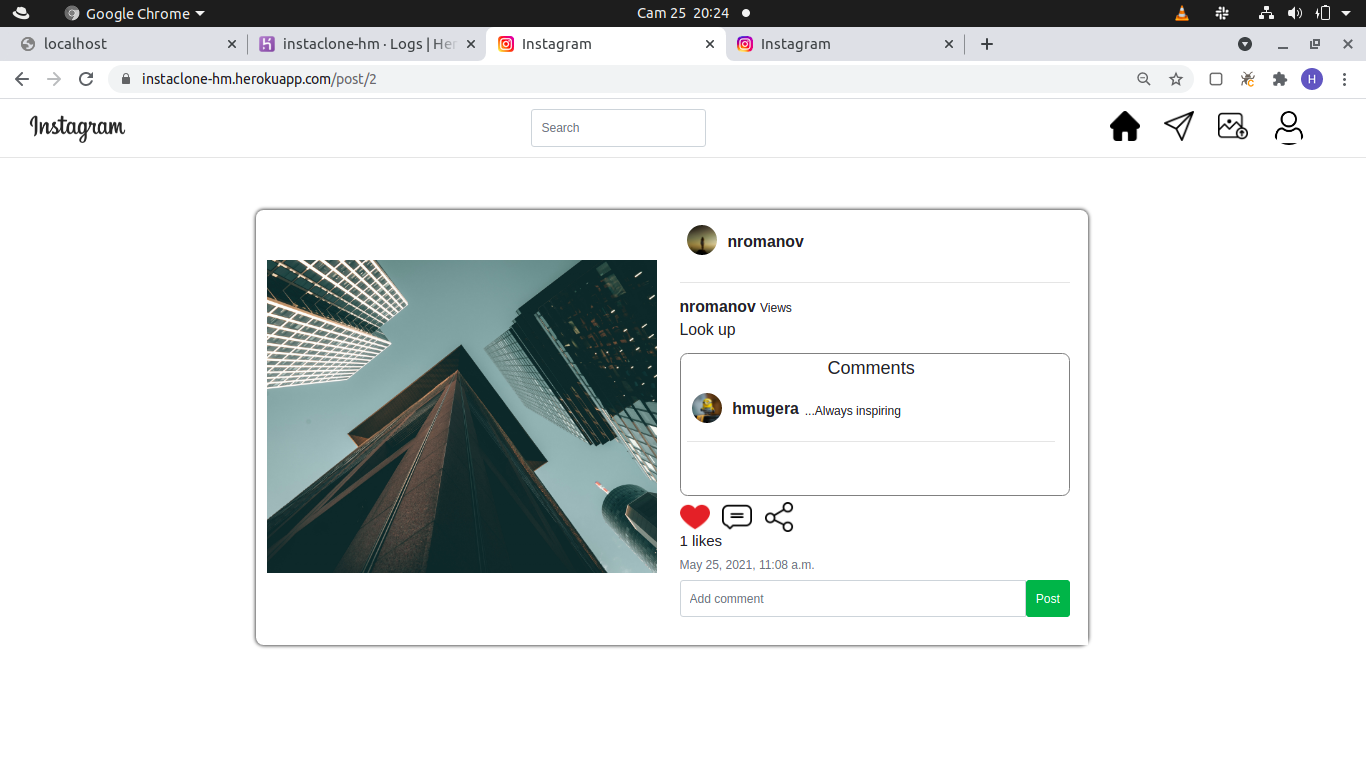 Google Chrome
Cam 25 20:24
localhost
instaclone-hm · Logs | Her
Instagram
Instagram
instaclone-hm.herokuapp.com/post/2
H
Instagram
Search
nromanov
nromanov Views
Look up
Comments
hmugera ...Always inspiring
1 likes
May 25, 2021, 11:08 a.m.
Add comment
Post